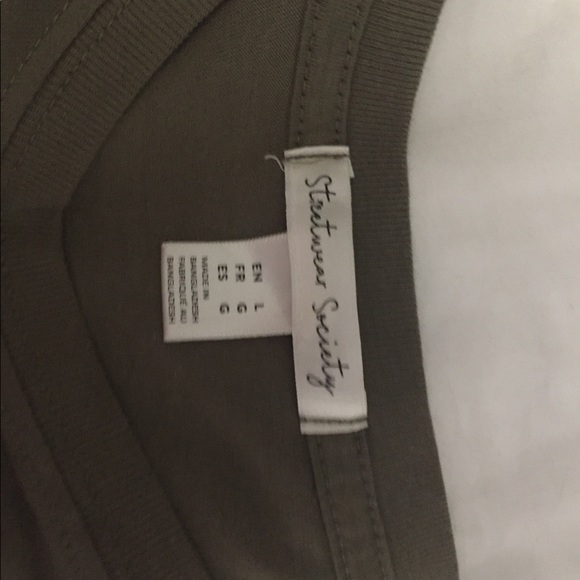 Streetwear Society
EN L
FR G
ES G
MADE IN
BANGLADESH
FABRIQUÉ AU
BANGLADESH